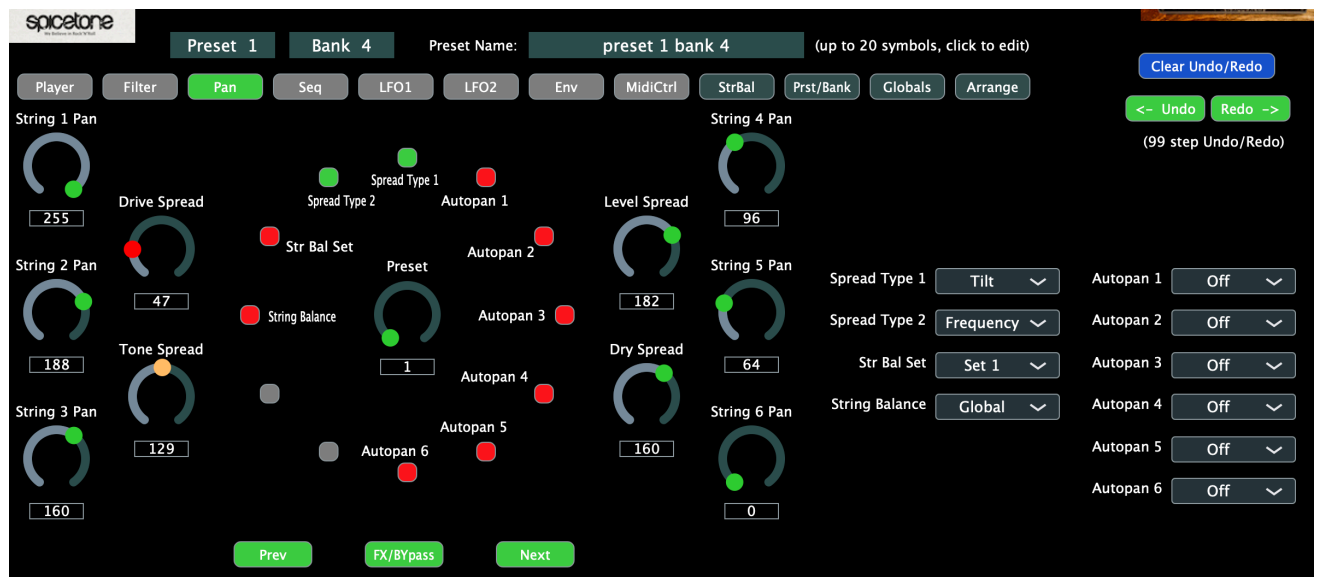 spicetone
We Believe in Rock'N'Roll
Preset 1 Bank 4 Preset Name: preset 1 bank 4 (up to 20 symbols, click to edit)
Clear Undo/Redo
Player Filter Pan Seq LFO1 LFO2 Env MidiCtrl StrBal Prst/Bank Globals Arrange
<- Undo Redo ->
(99 step Undo/Redo)
String 1 Pan
255
String 2 Pan
188
String 3 Pan
160
Drive Spread
47
Tone Spread
129
Spread Type 1
Spread Type 2
Str Bal Set
String Balance
Preset
1
Autopan 1
Autopan 2
Autopan 3
Autopan 4
Autopan 5
Autopan 6
Level Spread
182
Dry Spread
160
String 4 Pan
96
String 5 Pan
64
String 6 Pan
0
Spread Type 1 Tilt
Spread Type 2 Frequency
Str Bal Set Set 1
String Balance Global
Autopan 1 Off
Autopan 2 Off
Autopan 3 Off
Autopan 4 Off
Autopan 5 Off
Autopan 6 Off
Prev FX/BYpass Next